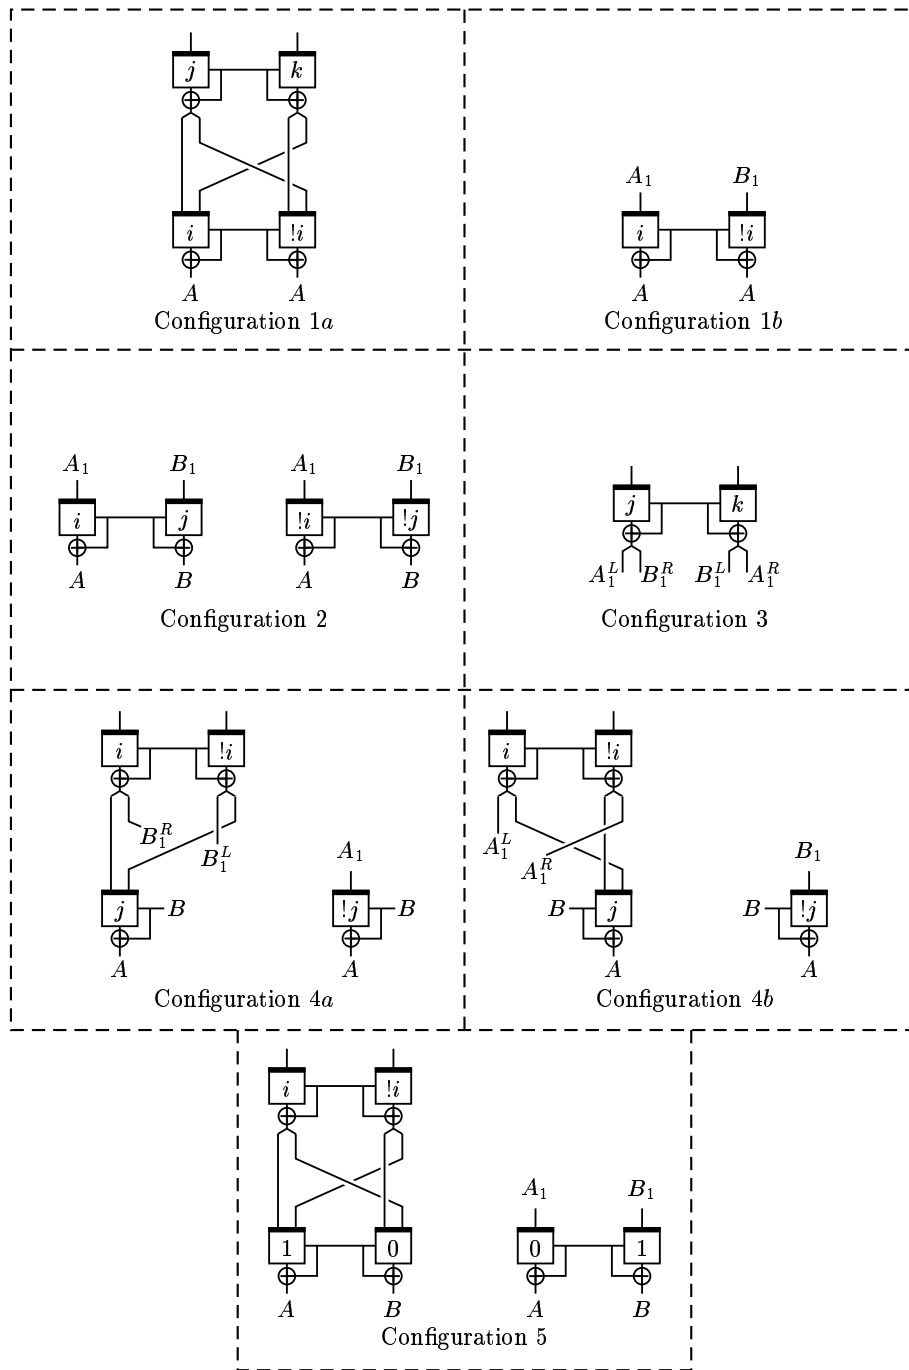 j k
i !i
A A
Configuration 1a
A₁ B₁
i !i
A A
Configuration 1b
A₁ B₁ A₁ B₁
i j !i !j
A B A B
Configuration 2
j k
A₁ᴸ B₁ᴿ B₁ᴸ A₁ᴿ
Configuration 3
i !i
B₁ᴿ
B₁ᴸ
A₁
j B !j B
A A
Configuration 4a
i !i
A₁ᴸ
A₁ᴿ
B₁
B j B !j
A A
Configuration 4b
i !i
A₁ B₁
1 0 0 1
A B A B
Configuration 5